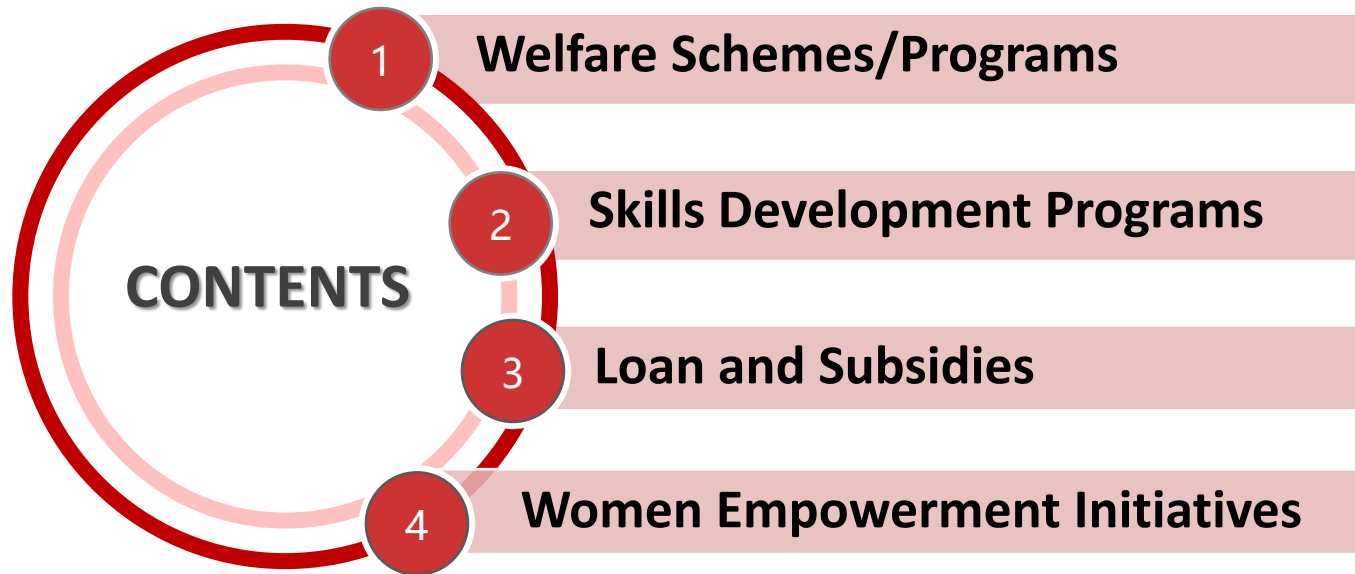 CONTENTS
1 Welfare Schemes/Programs
2 Skills Development Programs
3 Loan and Subsidies
4 Women Empowerment Initiatives